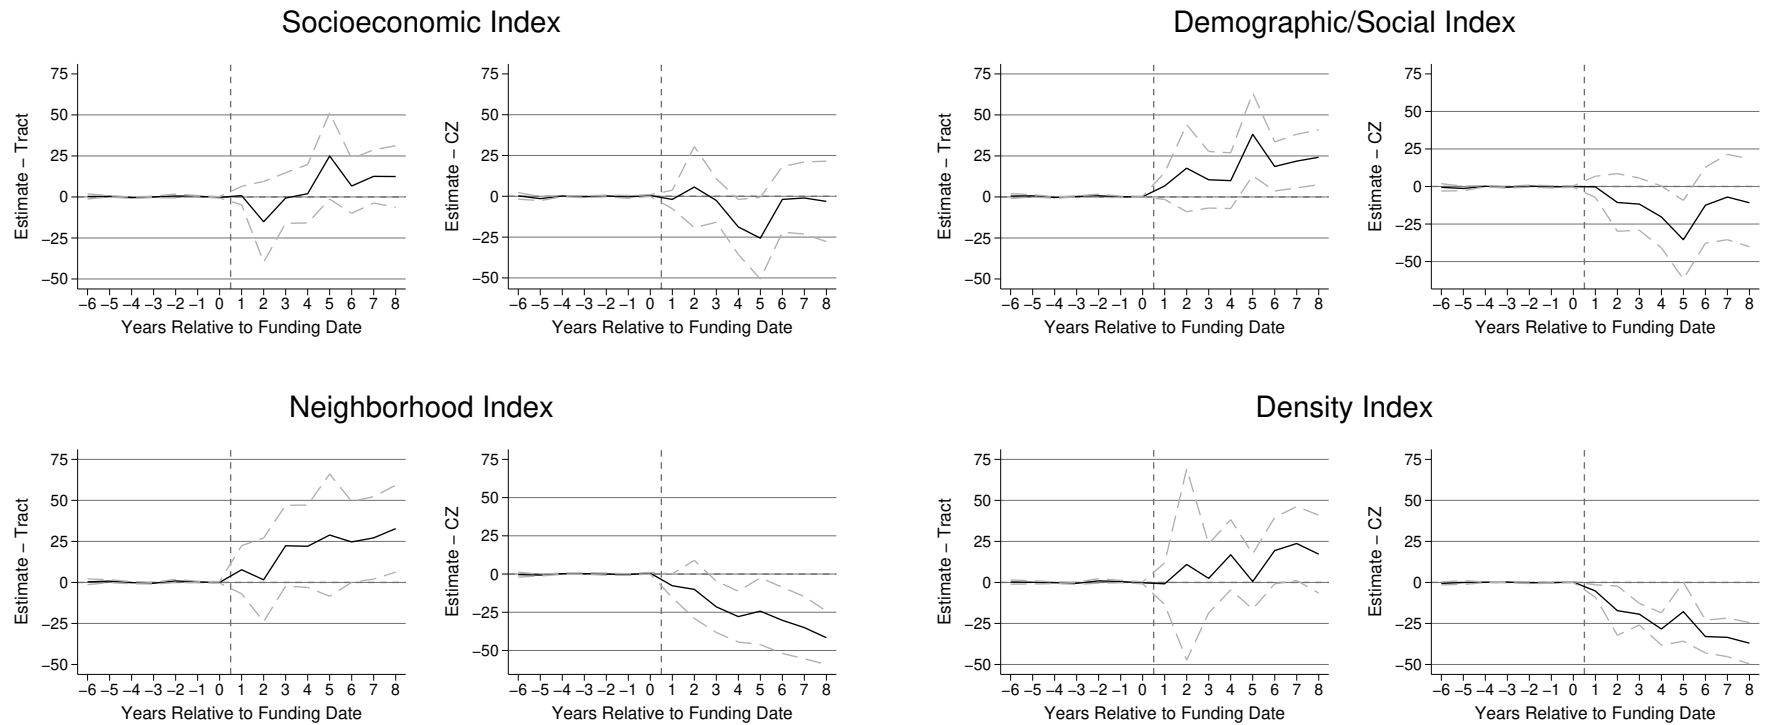 Socioeconomic Index
Estimate – Tract
75
50
25
0
−25
−50
−6 −5 −4 −3 −2 −1 0 1 2 3 4 5 6 7 8
Years Relative to Funding Date
Estimate – CZ
75
50
25
0
−25
−50
−6 −5 −4 −3 −2 −1 0 1 2 3 4 5 6 7 8
Years Relative to Funding Date
Demographic/Social Index
Estimate – Tract
75
50
25
0
−25
−50
−6 −5 −4 −3 −2 −1 0 1 2 3 4 5 6 7 8
Years Relative to Funding Date
Estimate – CZ
75
50
25
0
−25
−50
−6 −5 −4 −3 −2 −1 0 1 2 3 4 5 6 7 8
Years Relative to Funding Date
Neighborhood Index
Estimate – Tract
75
50
25
0
−25
−50
−6 −5 −4 −3 −2 −1 0 1 2 3 4 5 6 7 8
Years Relative to Funding Date
Estimate – CZ
75
50
25
0
−25
−50
−6 −5 −4 −3 −2 −1 0 1 2 3 4 5 6 7 8
Years Relative to Funding Date
Density Index
Estimate – Tract
75
50
25
0
−25
−50
−6 −5 −4 −3 −2 −1 0 1 2 3 4 5 6 7 8
Years Relative to Funding Date
Estimate – CZ
75
50
25
0
−25
−50
−6 −5 −4 −3 −2 −1 0 1 2 3 4 5 6 7 8
Years Relative to Funding Date